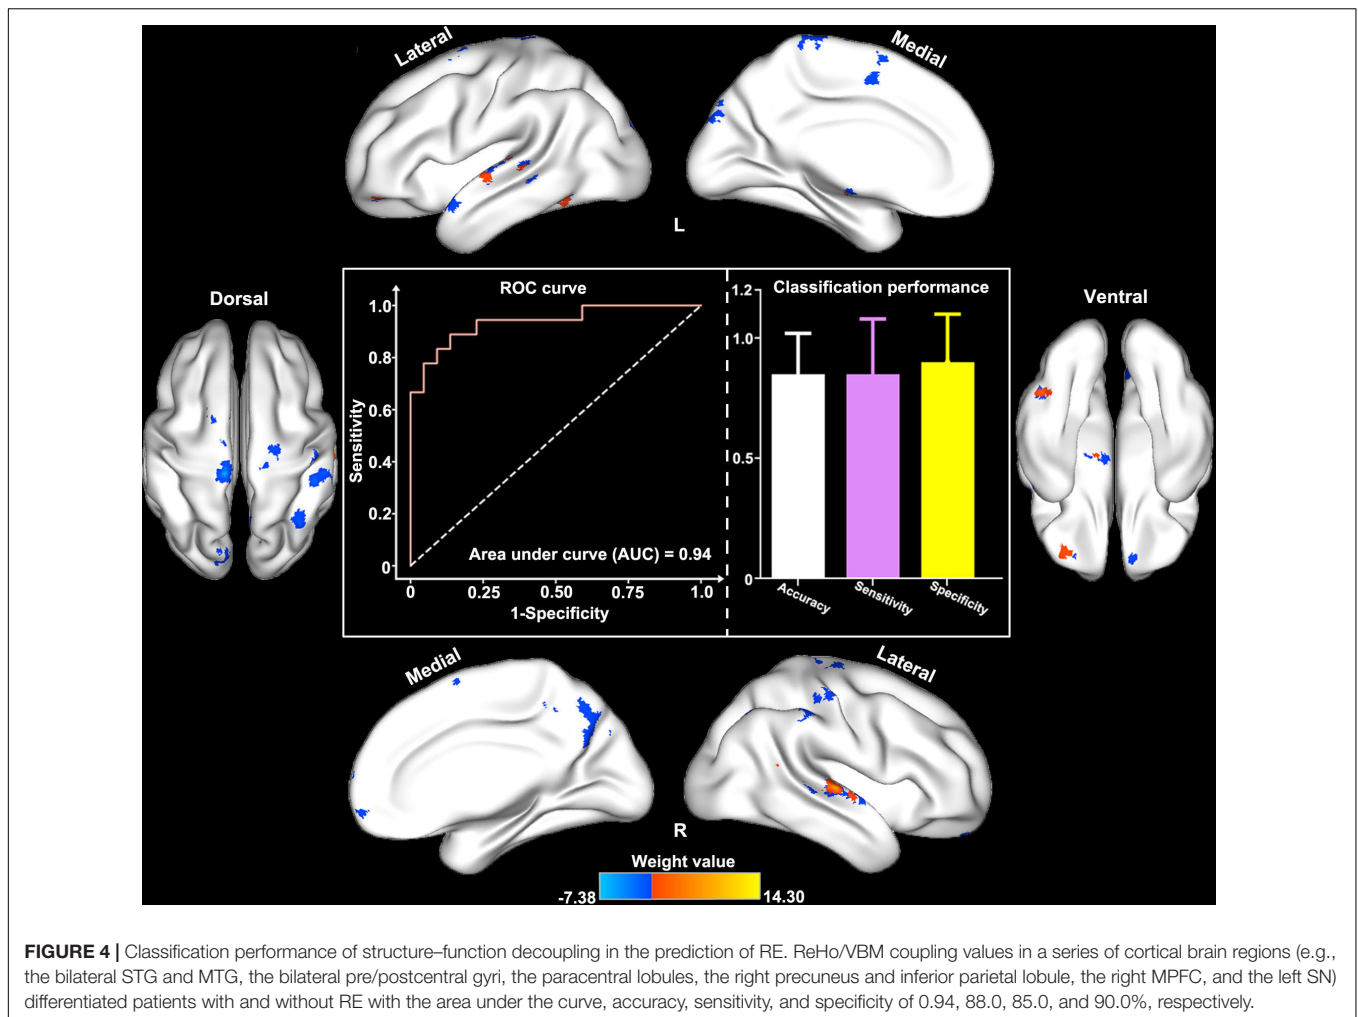 Lateral
Medial
L
Dorsal
Ventral
ROC curve
1.0
0.8
0.6
0.4
0.2
0
Sensitivity
0
0.25
0.50
0.75
1.0
1-Specificity
Area under curve (AUC) = 0.94
Classification performance
1.2
1.0
0.5
0
Accuracy
Sensitivity
Specificity
Medial
Lateral
R
Weight value
-7.38
14.30
FIGURE 4 | Classification performance of structure–function decoupling in the prediction of RE. ReHo/VBM coupling values in a series of cortical brain regions (e.g.,
the bilateral STG and MTG, the bilateral pre/postcentral gyri, the paracentral lobules, the right precuneus and inferior parietal lobule, the right MPFC, and the left SN)
differentiated patients with and without RE with the area under the curve, accuracy, sensitivity, and specificity of 0.94, 88.0, 85.0, and 90.0%, respectively.